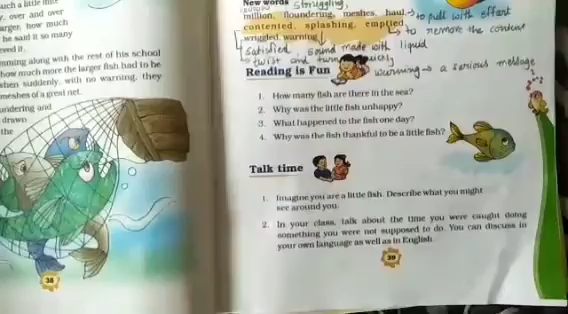 uch a little
y, over and over
arger, how much
he said it so many
eved it.
mming along with the rest of his school
how much more the larger fish had to be
when suddenly, with no warning, they
meshes of a great net.
undering and
drawn
the
38
New words
Struggling,
million, floundering, meshes, haul, → to pull with effort
contented, splashing, emptied, → to remove the content
wriggled, warning
Satisfied, sound made with liquid
→ twist and turn quickly
Reading is Fun
warning → a serious message
1. How many fish are there in the sea?
2. Why was the little fish unhappy?
3. What happened to the fish one day?
4. Why was the fish thankful to be a little fish?
Talk time
1. Imagine you are a little fish. Describe what you might
see around you.
2. In your class, talk about the time you were caught doing
something you were not supposed to do. You can discuss in
your own language as well as in English.
39